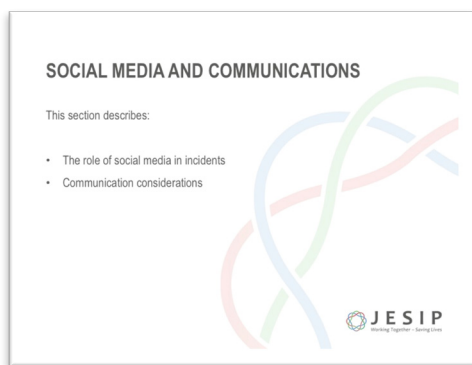 SOCIAL MEDIA AND COMMUNICATIONS
This section describes:
• The role of social media in incidents
• Communication considerations
JESIP
Working Together – Saving Lives